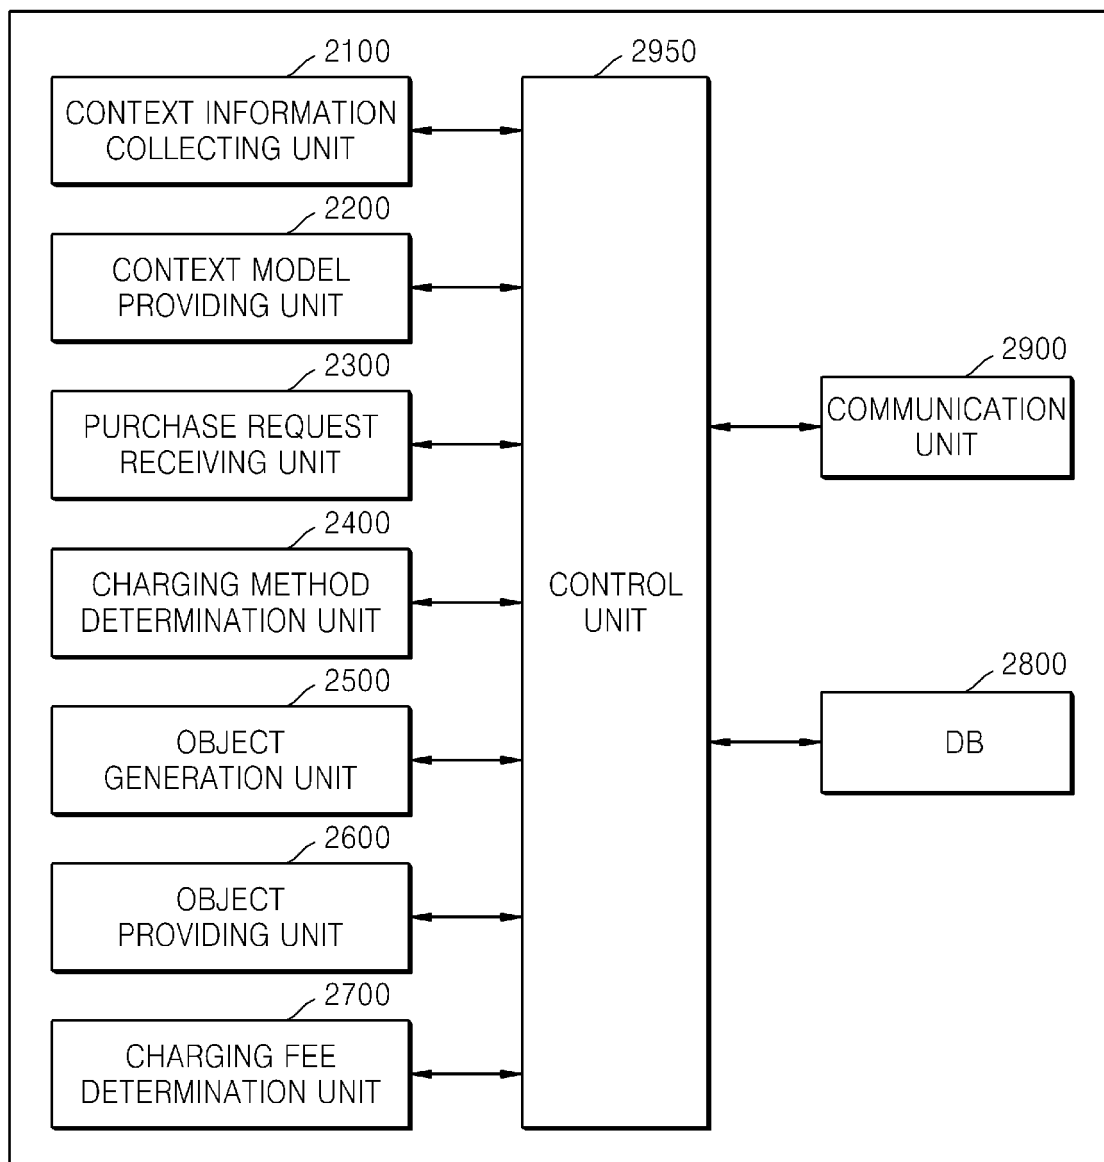 2100
CONTEXT INFORMATION
COLLECTING UNIT
2200
CONTEXT MODEL
PROVIDING UNIT
2300
PURCHASE REQUEST
RECEIVING UNIT
2400
CHARGING METHOD
DETERMINATION UNIT
2500
OBJECT
GENERATION UNIT
2600
OBJECT
PROVIDING UNIT
2700
CHARGING FEE
DETERMINATION UNIT
2950
CONTROL
UNIT
2900
COMMUNICATION
UNIT
2800
DB